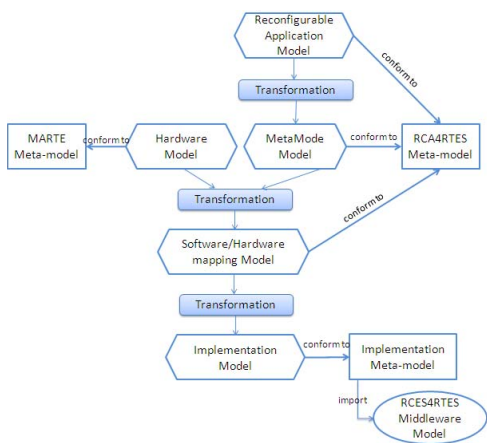 Reconfigurable
Application
Model
conform to
Transformation
MARTE
Meta-model
conform to
Hardware
Model
MetaMode
Model
conform to
RCA4RTES
Meta-model
Transformation
conform to
Software/Hardware
mapping Model
Transformation
Implementation
Model
conform to
Implementation
Meta-model
import
RCES4RTES
Middleware
Model